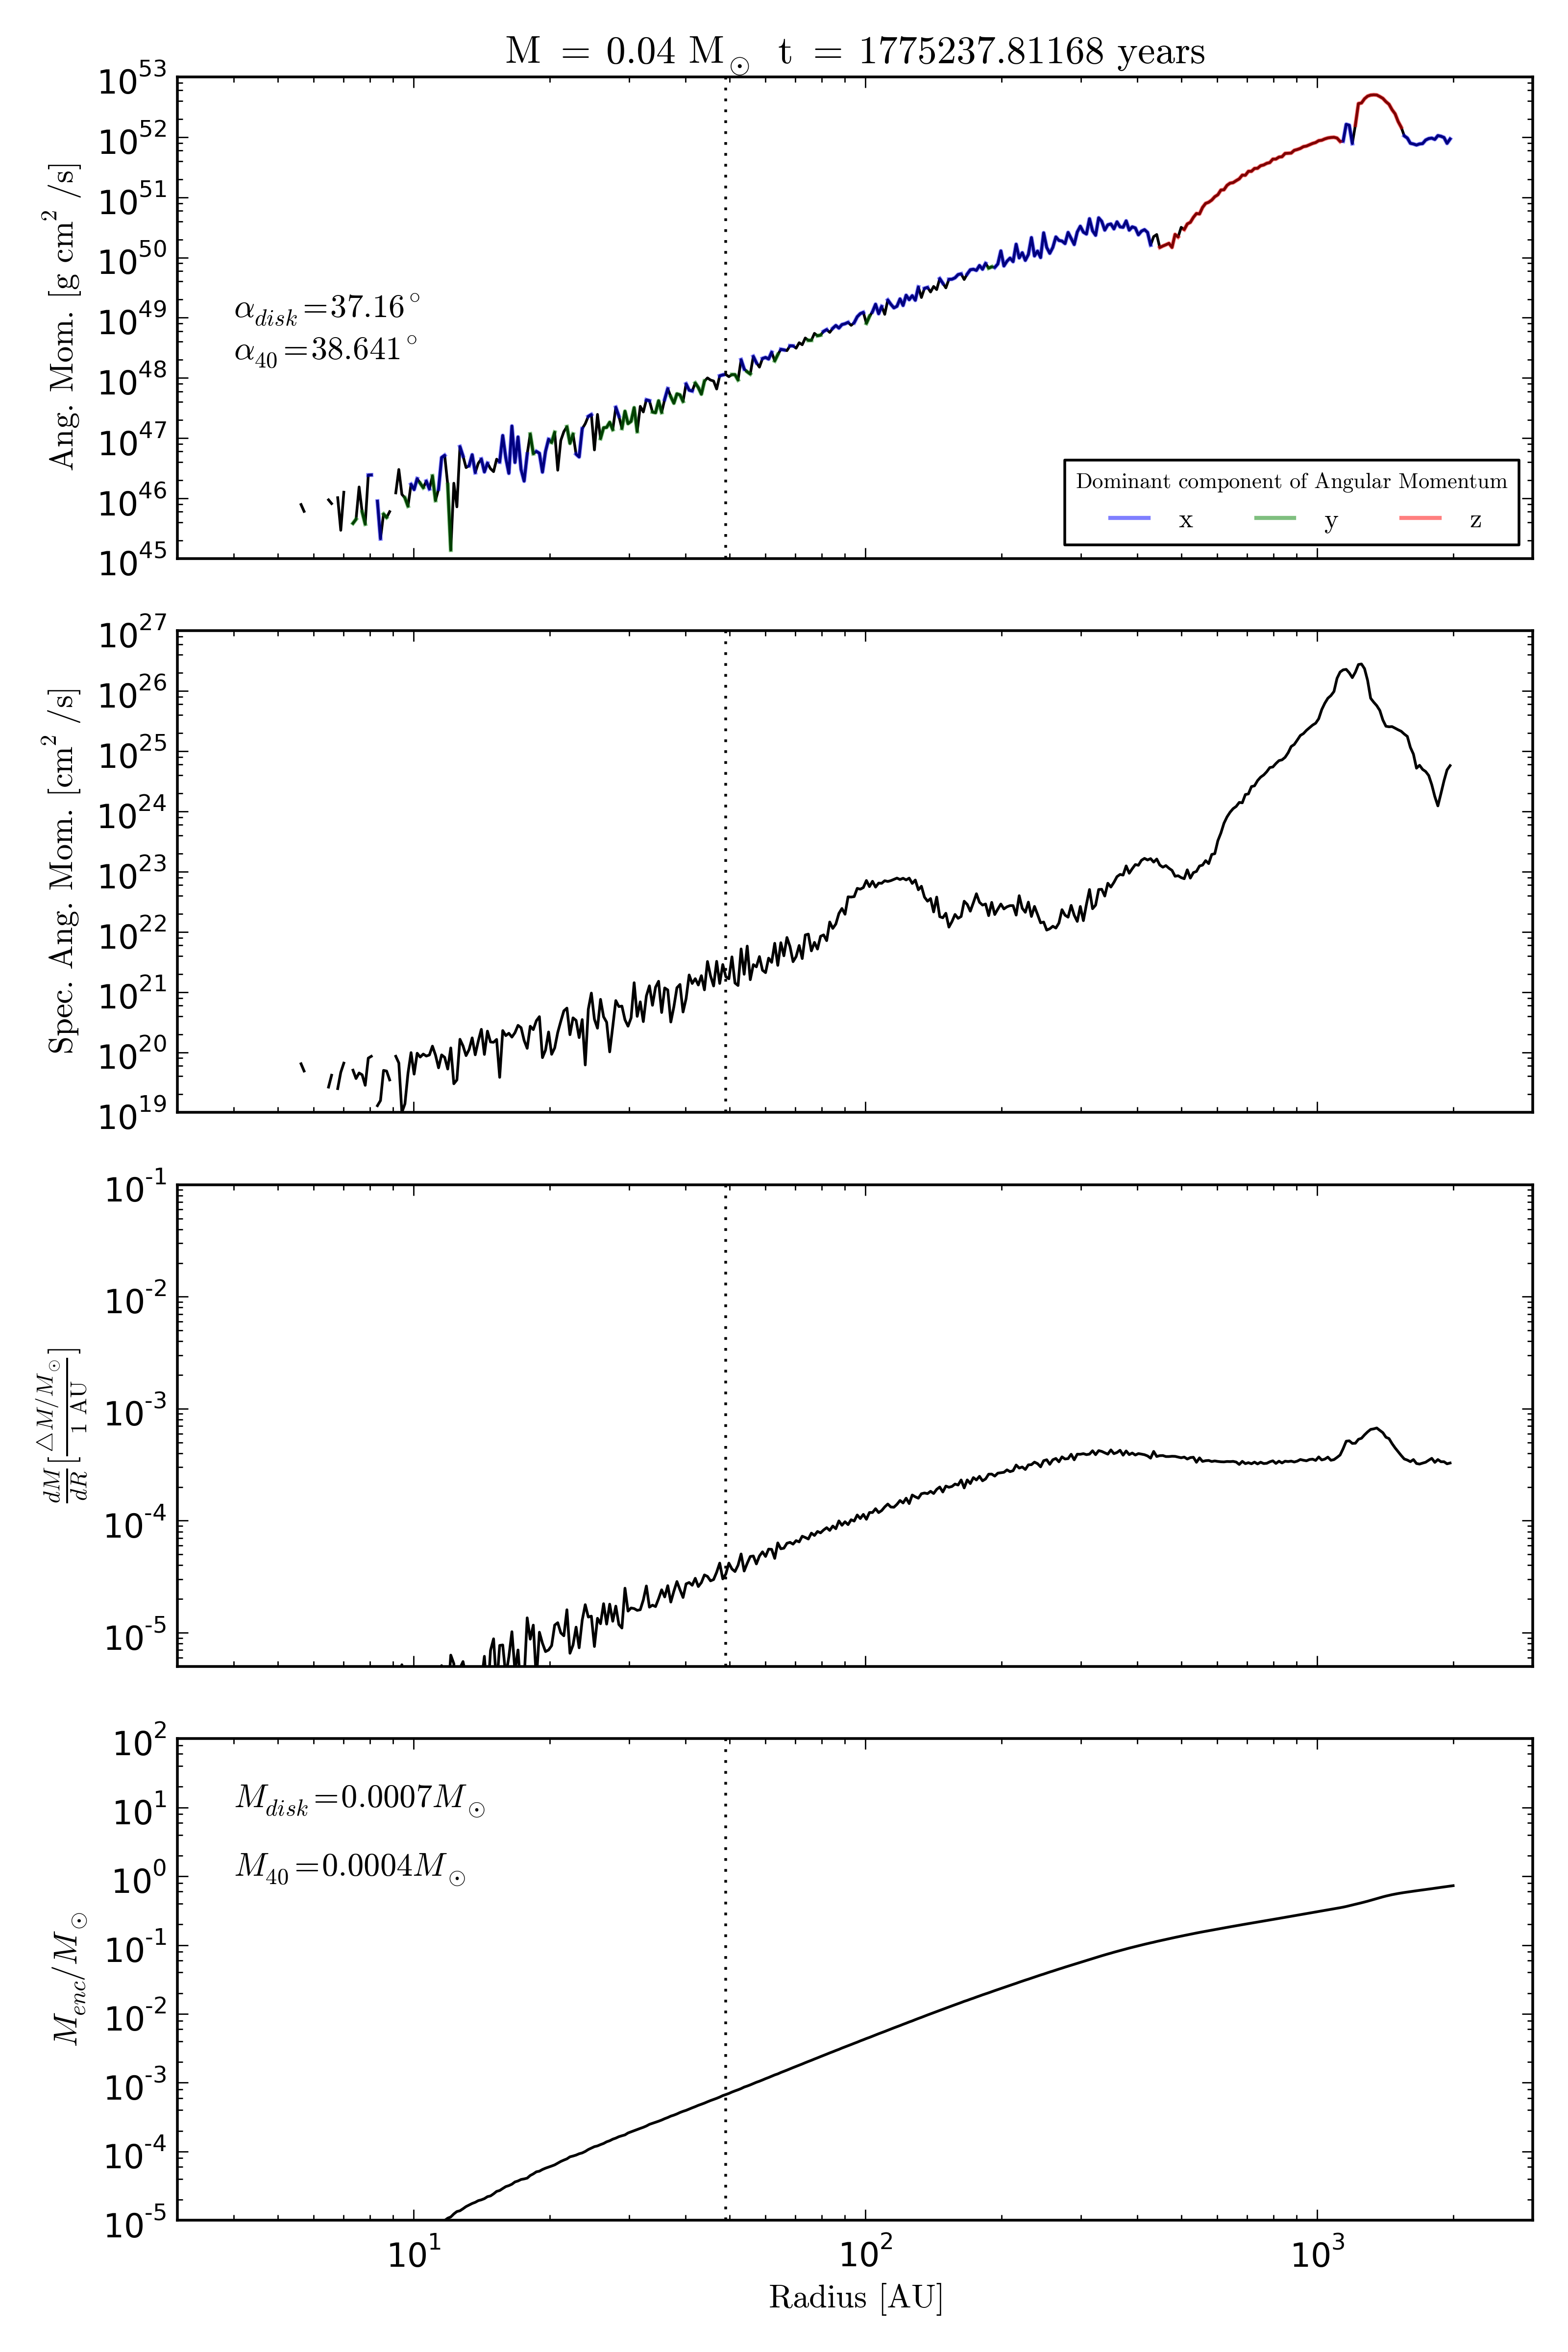 M = 0.04 M⊙ t = 1775237.81168 years
10^53
10^52
10^51
10^50
10^49
10^48
10^47
10^46
10^45
Ang. Mom. [g cm^2 /s]
α_disk=37.16°
α_40=38.641°
Dominant component of Angular Momentum
x y z
10^27
10^26
10^25
10^24
10^23
10^22
10^21
10^20
10^19
Spec. Ang. Mom. [cm^2 /s]
10^-1
10^-2
10^-3
10^-4
10^-5
dM/dR [△M/M⊙ / 1 AU]
10^2
10^1
10^0
10^-1
10^-2
10^-3
10^-4
10^-5
M_enc/M⊙
M_disk=0.0007M⊙
M_40=0.0004M⊙
10^1 10^2 10^3
Radius [AU]